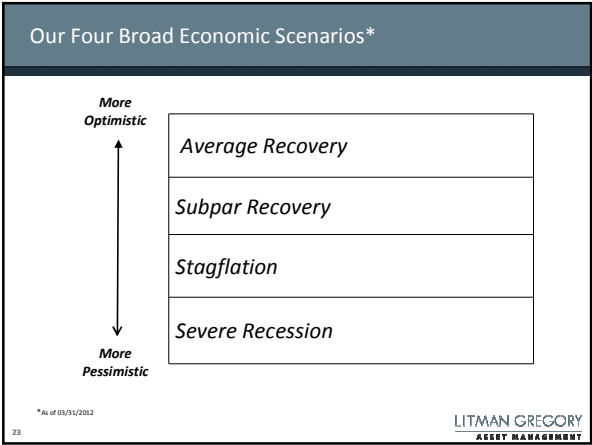 Our Four Broad Economic Scenarios*
More
Optimistic
Average Recovery
Subpar Recovery
Stagflation
Severe Recession
More
Pessimistic
*As of 03/31/2012
23
LITMAN GREGORY
ASSET MANAGEMENT